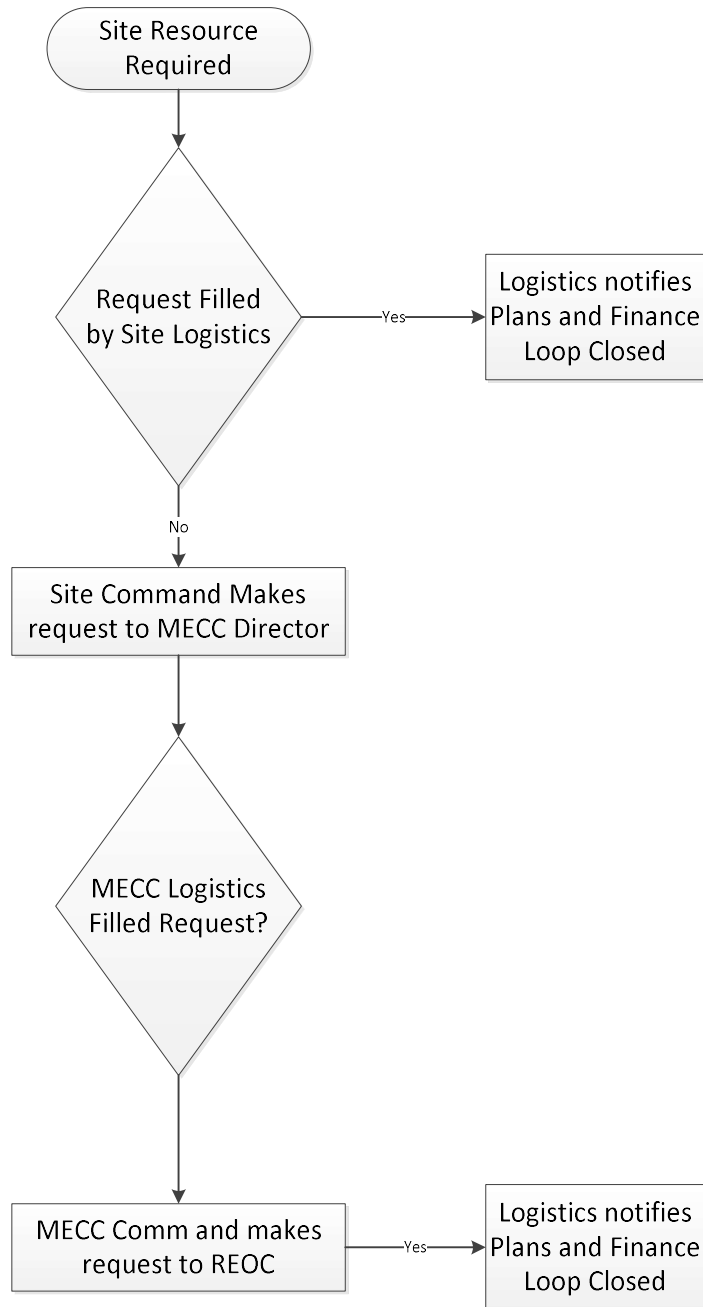 Site Resource
Required
Request Filled
by Site Logistics
Yes
Logistics notifies
Plans and Finance
Loop Closed
No
Site Command Makes
request to MECC Director
MECC Logistics
Filled Request?
MECC Comm and makes
request to REOC
Yes
Logistics notifies
Plans and Finance
Loop Closed